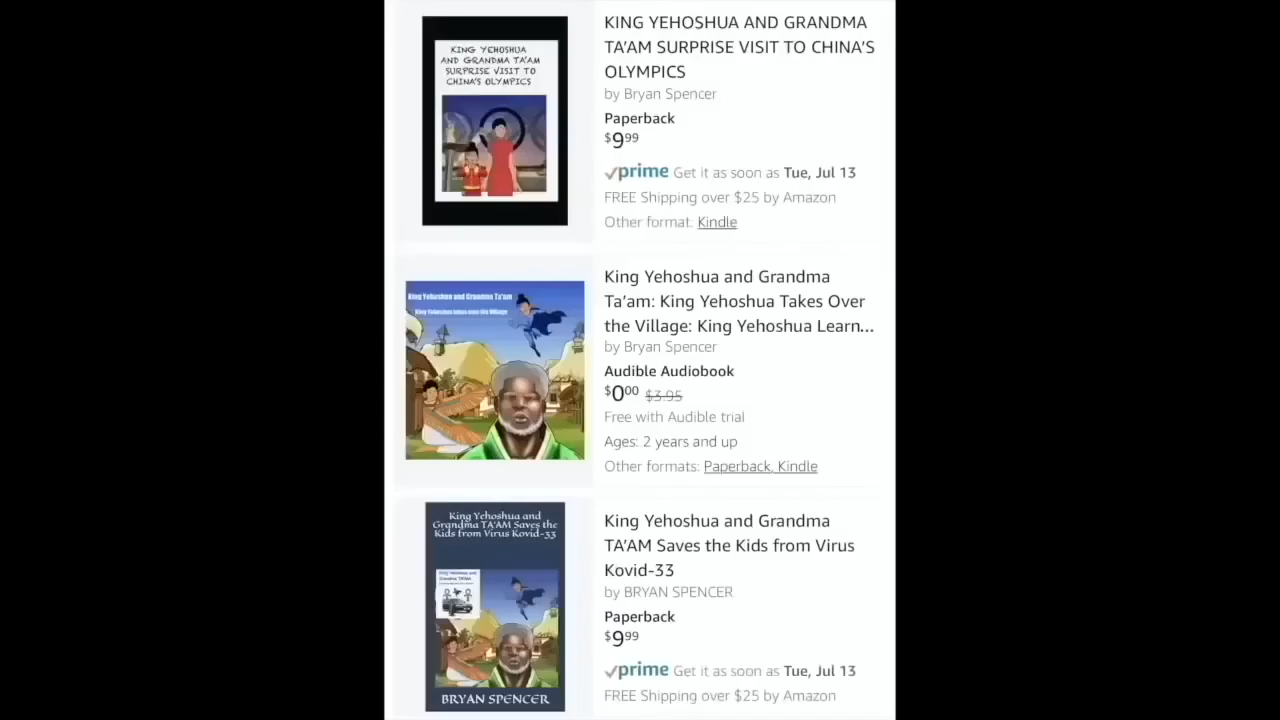 KING YEHOSHUA
AND GRANDMA TA'AM
SURPRISE VISIT TO
CHINA'S OLYMPICS
KING YEHOSHUA AND GRANDMA
TA'AM SURPRISE VISIT TO CHINA'S
OLYMPICS
by Bryan Spencer
Paperback
$9.99
prime Get it as soon as Tue, Jul 13
FREE Shipping over $25 by Amazon
Other format: Kindle
King Yehoshua and Grandma Ta'am
King Yehoshua takes over the Village
King Yehoshua and Grandma
Ta'am: King Yehoshua Takes Over
the Village: King Yehoshua Learn...
by Bryan Spencer
Audible Audiobook
$0.00 $3.95
Free with Audible trial
Ages: 2 years and up
Other formats: Paperback, Kindle
King Yehoshua and
Grandma TA'AM Saves the
Kids from Virus Kovid-33
BRYAN SPENCER
King Yehoshua and Grandma
TA'AM Saves the Kids from Virus
Kovid-33
by BRYAN SPENCER
Paperback
$9.99
prime Get it as soon as Tue, Jul 13
FREE Shipping over $25 by Amazon